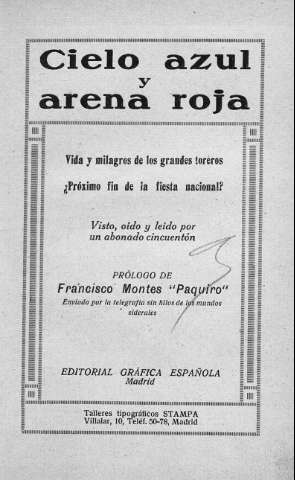 Cielo azul
y
arena roja
Vida y milagros de los grandes toreros
¿Próximo fin de la fiesta nacional?
Visto, oído y leído por
un abonado cincuentón
PRÓLOGO DE
Francisco Montes "Paquiro"
Enviado por la telegrafía sin hilos de los mundos
siderales
EDITORIAL GRÁFICA ESPAÑOLA
Madrid
Talleres tipográficos STAMPA
Villalar, 10, Teléf. 50-78, Madrid